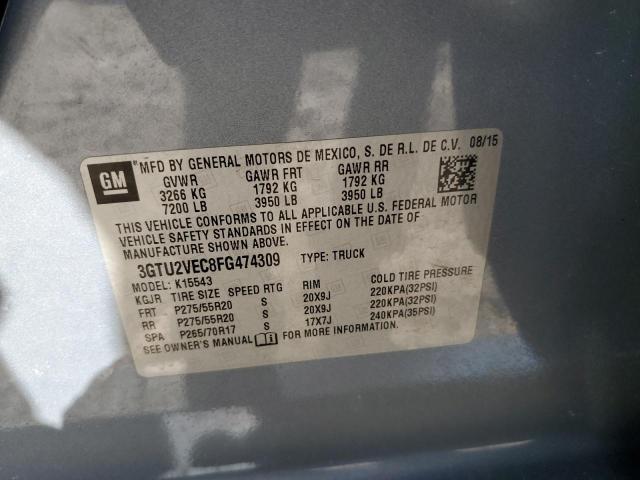 MFD BY GENERAL MOTORS DE MEXICO, S. DE R.L. DE C.V. 08/15
GM
GVWR GAWR FRT GAWR RR
3266 KG 1792 KG 1792 KG
7200 LB 3950 LB 3950 LB
THIS VEHICLE CONFORMS TO ALL APPLICABLE U.S. FEDERAL MOTOR
VEHICLE SAFETY STANDARDS IN EFFECT ON THE DATE OF
MANUFACTURE SHOWN ABOVE.
3GTU2VEC8FG474309 TYPE: TRUCK
MODEL: K15543
KGJR TIRE SIZE SPEED RTG RIM COLD TIRE PRESSURE
FRT P275/55R20 S 20X9J 220KPA(32PSI)
RR P275/55R20 S 20X9J 220KPA(32PSI)
SPA P265/70R17 S 17X7J 240KPA(35PSI)
SEE OWNER'S MANUAL FOR MORE INFORMATION.